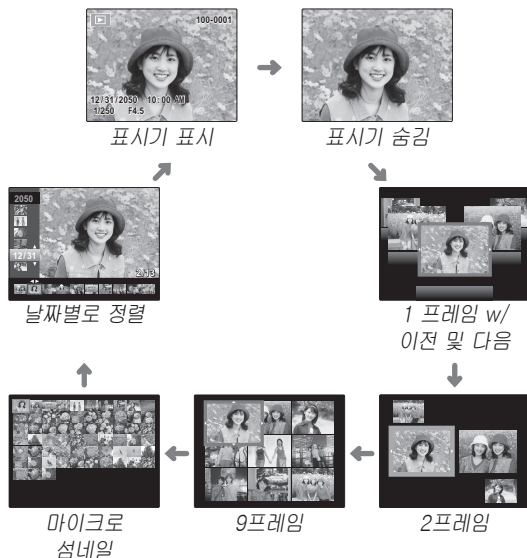 100-0001
12/31/2050 10:00 AM
1/250 F4.5
표시기 표시
표시기 숨김
2050
12/31
2/13
날짜별로 정렬
1 프레임 w/
이전 및 다음
마이크로
섬네일
9프레임
2프레임